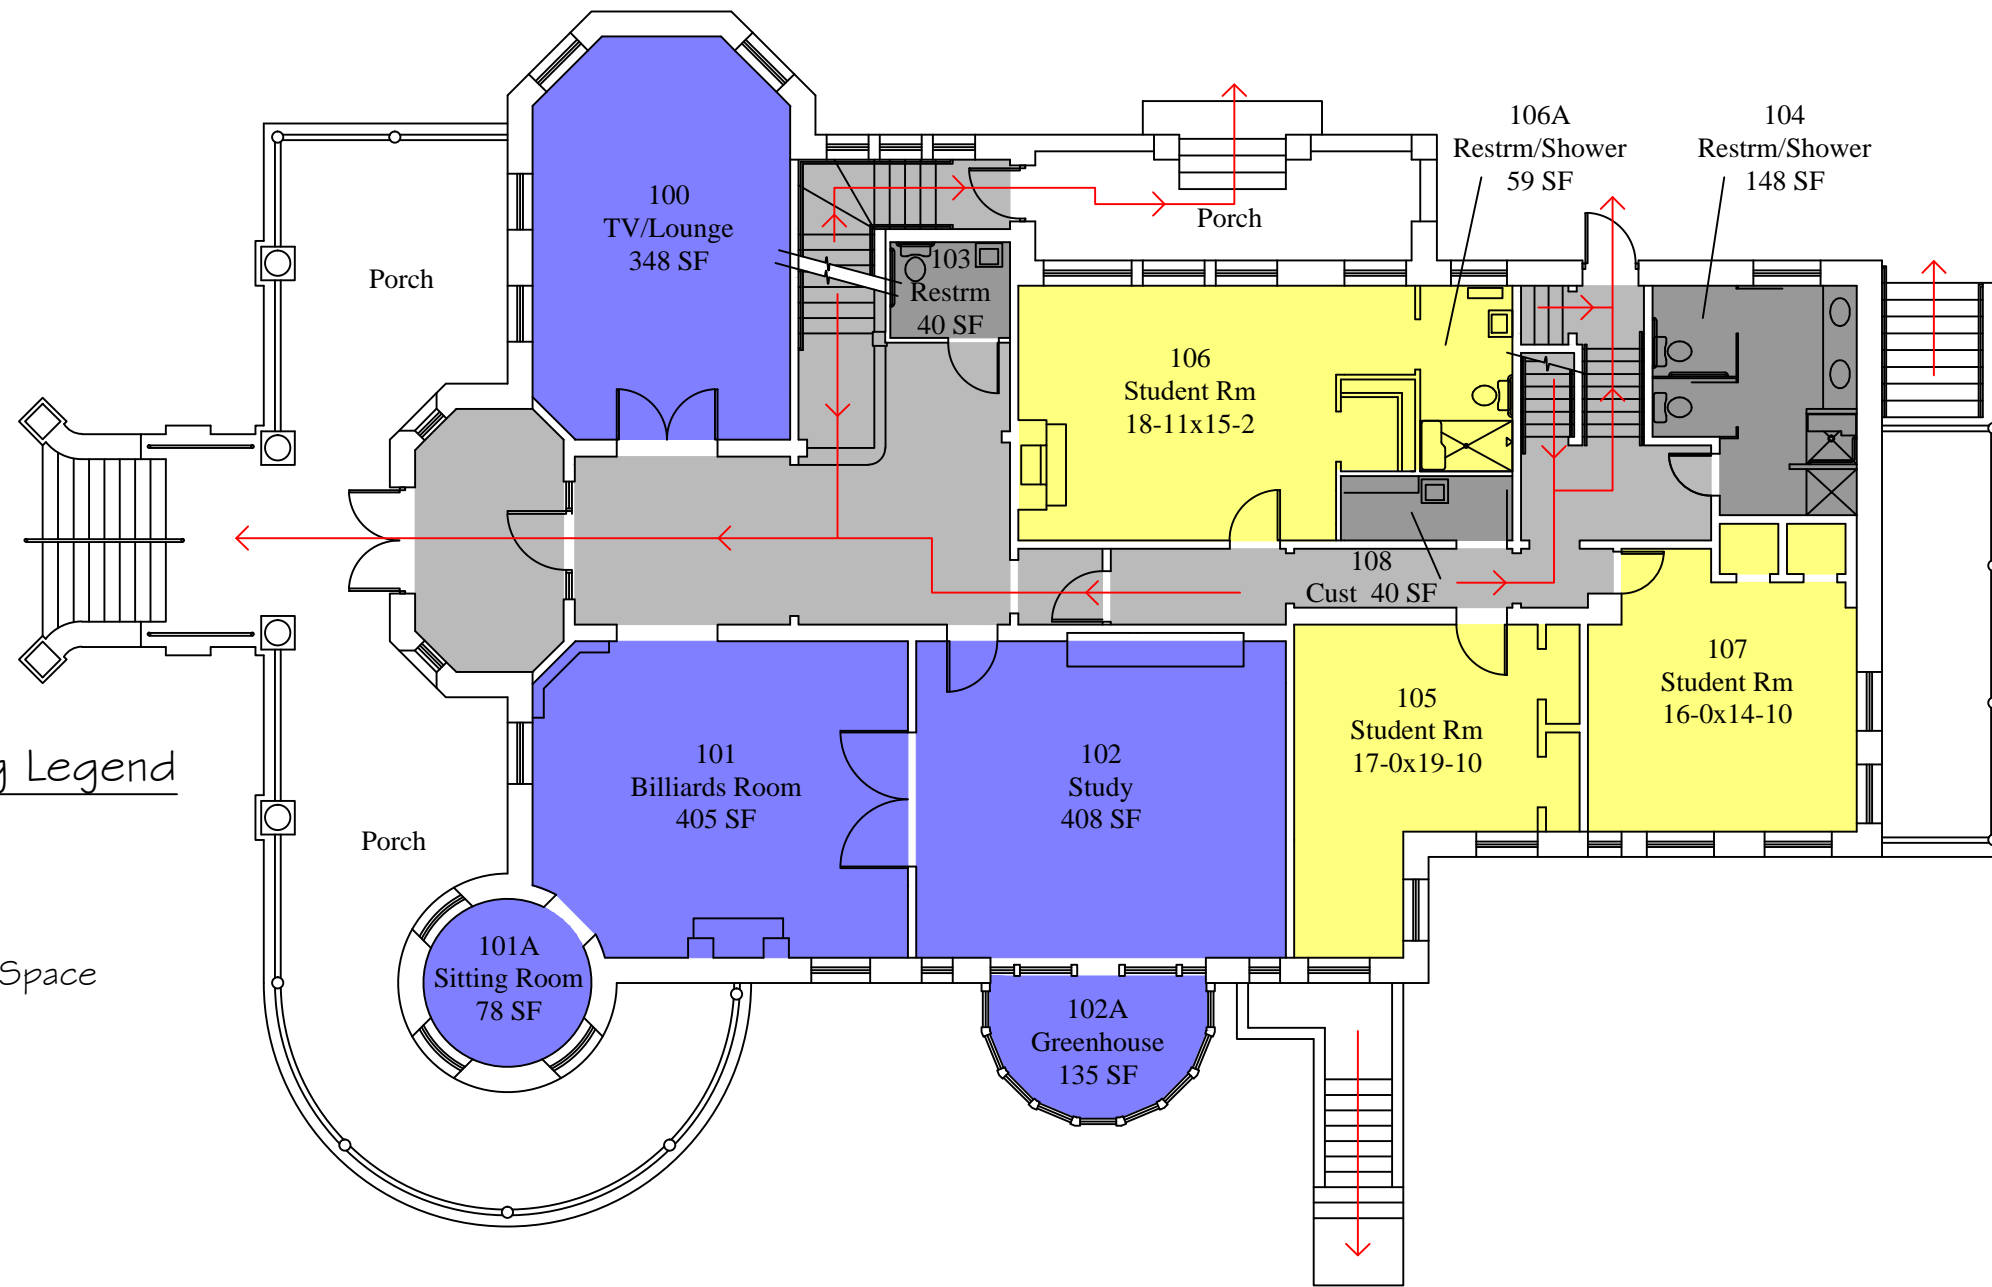 106A
Restrm/Shower
59 SF
104
Restrm/Shower
148 SF
100
TV/Lounge
348 SF
Porch
Porch
103
Restrm
40 SF
106
Student Rm
18-11x15-2
108
Cust 40 SF
107
Student Rm
16-0x14-10
105
Student Rm
17-0x19-10
101
Billiards Room
405 SF
102
Study
408 SF
g Legend
Porch
101A
Sitting Room
78 SF
Space
102A
Greenhouse
135 SF